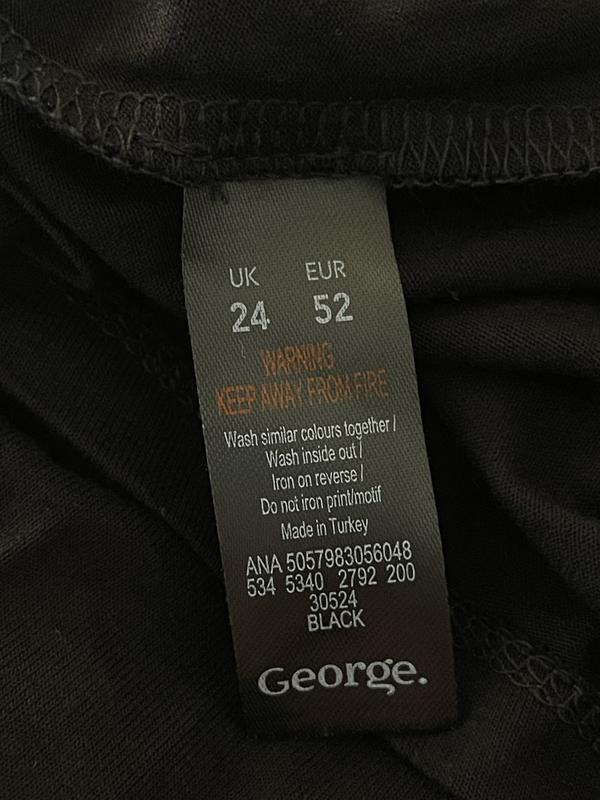 UK EUR
24 52
WARNING
KEEP AWAY FROM FIRE
Wash similar colours together /
Wash inside out /
Iron on reverse /
Do not iron print/motif
Made in Turkey
ANA 5057983056048
534 5340 2792 200
30524
BLACK
George.